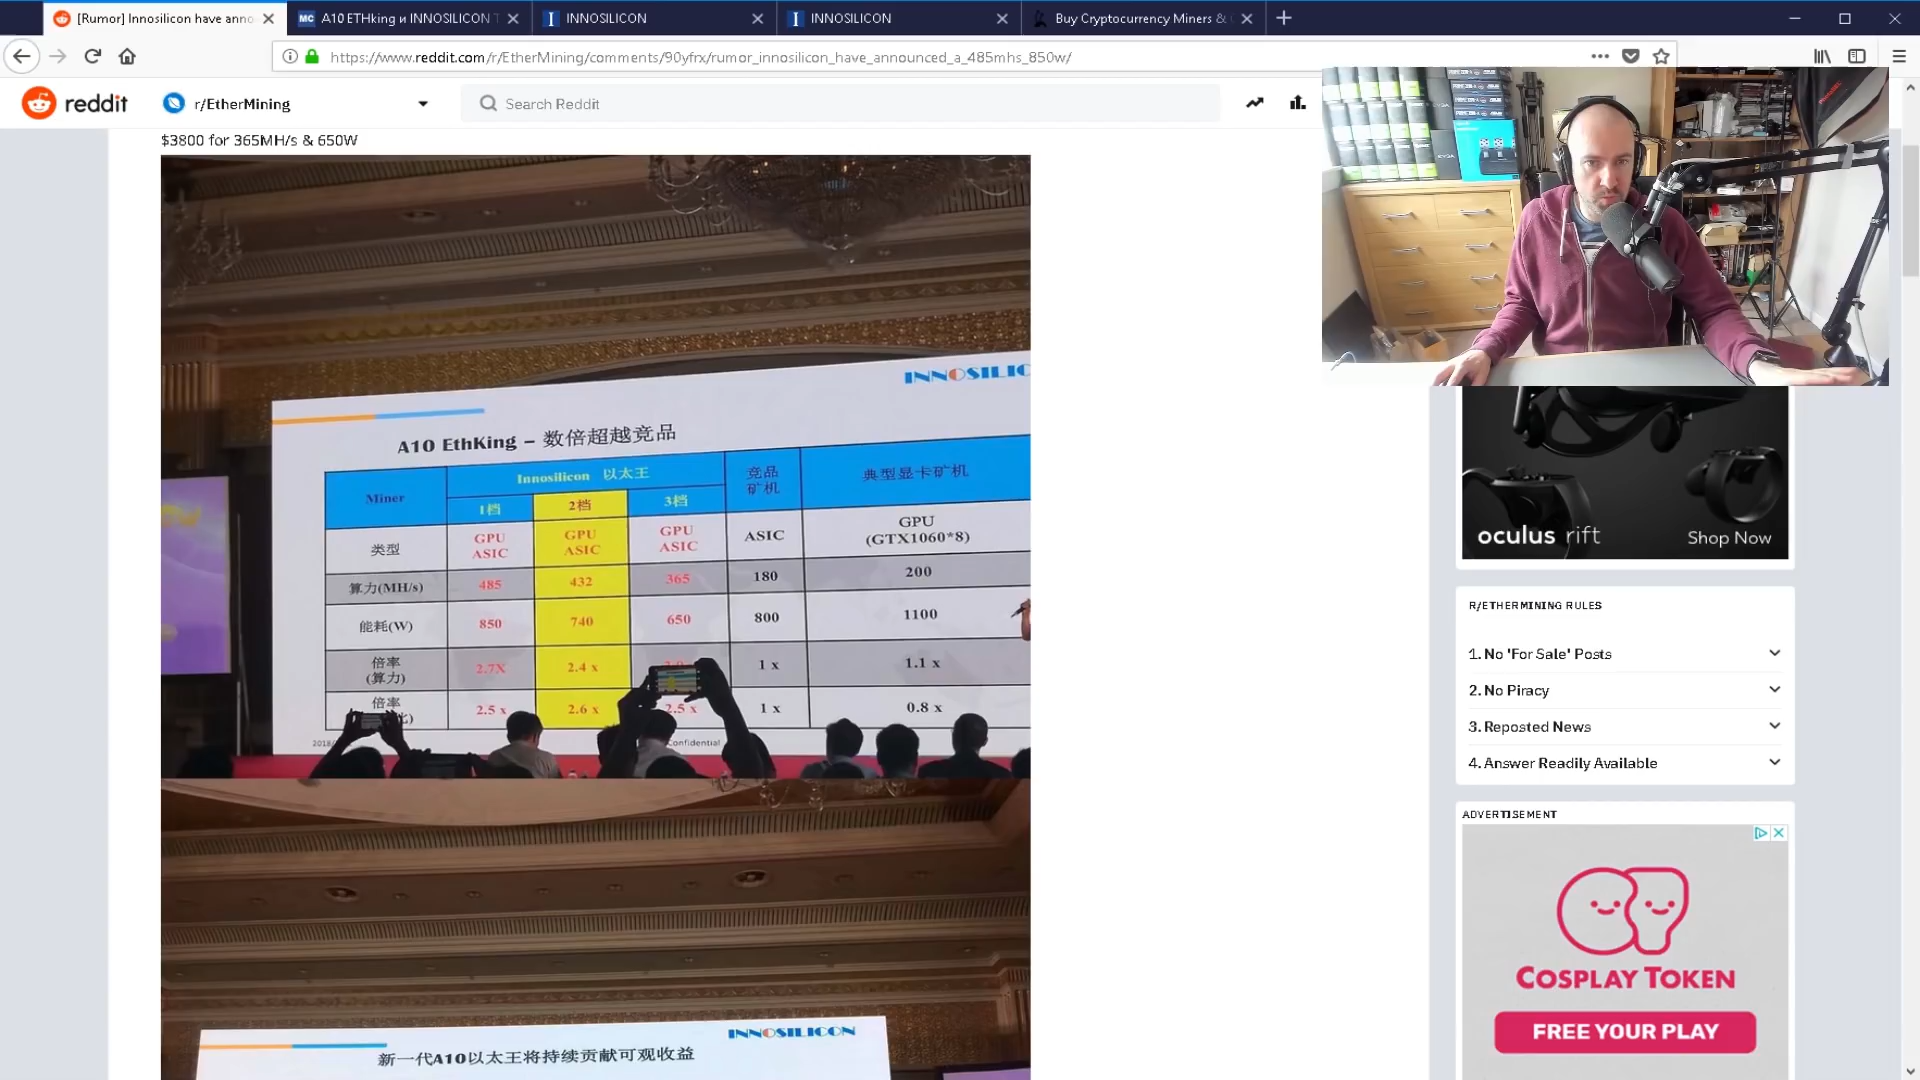 [Rumor] Innosilicon have anno
MC A10 ETHking и INNOSILICON T
INNOSILICON
INNOSILICON
Buy Cryptocurrency Miners &
https://www.reddit.com/r/EtherMining/comments/90yfrx/rumor_innosilicon_have_announced_a_485mhs_850w/
reddit
r/EtherMining
Search Reddit
$3800 for 365MH/s & 650W
INNOSILIC
A10 EthKing – 数倍超越竞品
Miner
Innosilicon 以太王
竞品
矿机
典型显卡矿机
1档 2档 3档
类型
GPU
ASIC
GPU
ASIC
GPU
ASIC
ASIC
GPU
(GTX1060*8)
算力(MH/s) 485 432 365 180 200
能耗(W) 850 740 650 800 1100
倍率
(算力)
2.7X 2.4 x 1 x 1.1 x
倍率
2.5 x 2.6 x 2.5 x 1 x 0.8 x
2018
Confidential
INNOSILICON
新一代A10以太王将持续贡献可观收益
oculus rift
Shop Now
R/ETHERMINING RULES
1. No 'For Sale' Posts
2. No Piracy
3. Reposted News
4. Answer Readily Available
ADVERTISEMENT
COSPLAY TOKEN
FREE YOUR PLAY